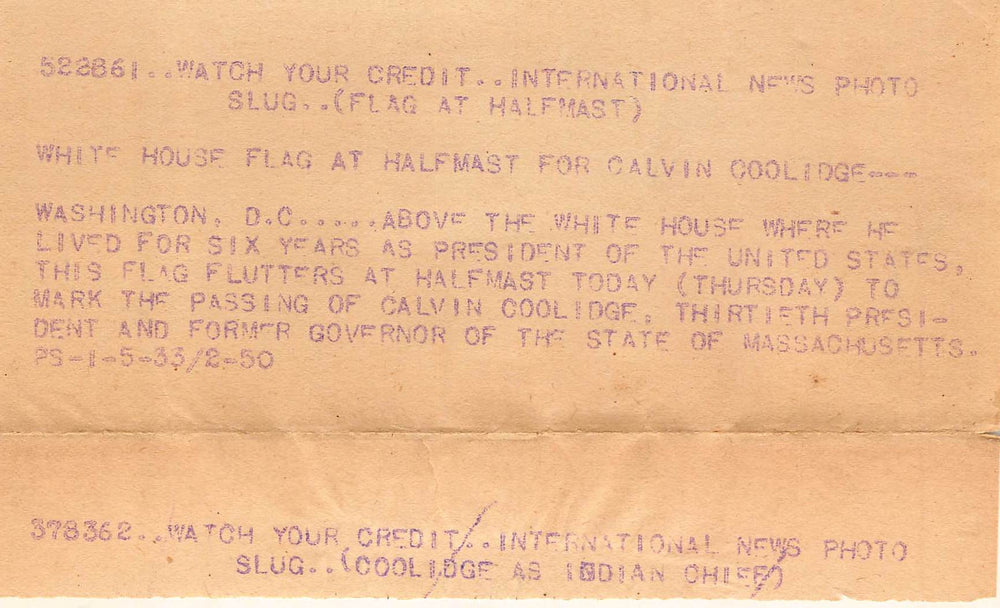 522861..WATCH YOUR CREDIT..INTERNATIONAL NEWS PHOTO
SLUG..(FLAG AT HALFMAST)
WHITE HOUSE FLAG AT HALFMAST FOR CALVIN COOLIDGE---
WASHINGTON, D.C.....ABOVE THE WHITE HOUSE WHERE HE
LIVED FOR SIX YEARS AS PRESIDENT OF THE UNITED STATES,
THIS FLAG FLUTTERS AT HALFMAST TODAY (THURSDAY) TO
MARK THE PASSING OF CALVIN COOLIDGE, THIRTIETH PRESI-
DENT AND FORMER GOVERNOR OF THE STATE OF MASSACHUSETTS.
PS-1-5-33/2-50
378362..WATCH YOUR CREDIT/..INTERNATIONAL NEWS PHOTO
SLUG..(COOLIDGE AS INDIAN CHIEF)